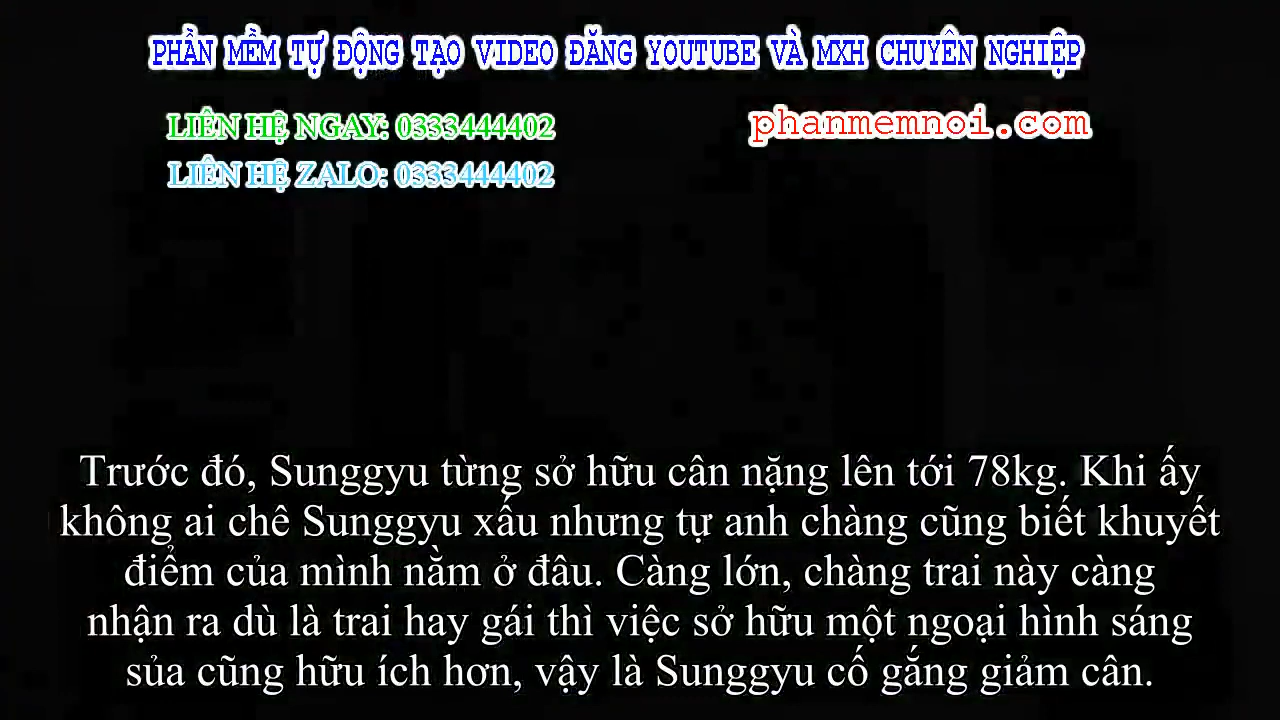 PHẦN MỀM TỰ ĐỘNG TẠO VIDEO ĐĂNG YOUTUBE VÀ MXH CHUYÊN NGHIỆP
LIÊN HỆ NGAY: 0333444402
phanmemnoi.com
LIÊN HỆ ZALO: 0333444402
Trước đó, Sunggyu từng sở hữu cân nặng lên tới 78kg. Khi ấy
không ai chê Sunggyu xấu nhưng tự anh chàng cũng biết khuyết
điểm của mình nằm ở đâu. Càng lớn, chàng trai này càng
nhận ra dù là trai hay gái thì việc sở hữu một ngoại hình sáng
sủa cũng hữu ích hơn, vậy là Sunggyu cố gắng giảm cân.